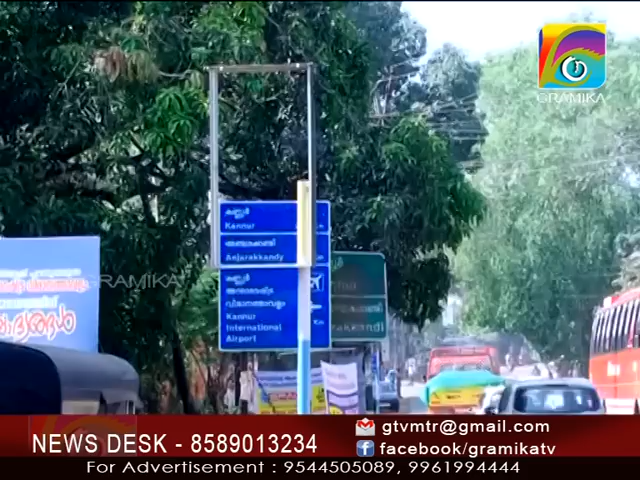 GRAMIKA
കണ്ണൂർ
Kannur
അഞ്ചരക്കണ്ടി
Anjarakkandy
കണ്ണൂർ
അന്താരാഷ്ട്ര
വിമാനത്താവളം
Kannur
International
Airport
GRAMIKA
NEWS DESK - 8589013234
gtvmtr@gmail.com
facebook/gramikatv
For Advertisement : 9544505089, 9961994444